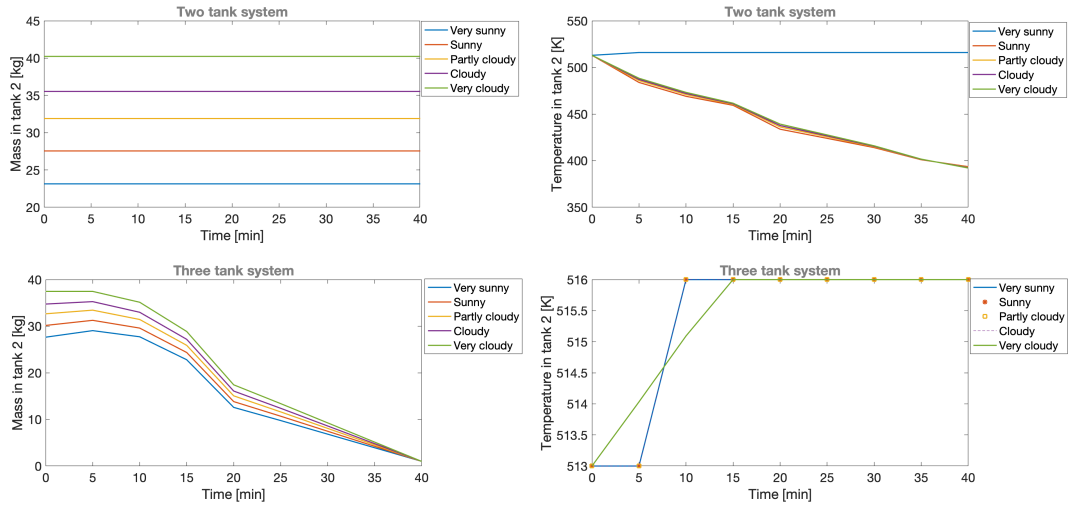 Two tank system
45
40
35
30
25
20
Mass in tank 2 [kg]
0 5 10 15 20 25 30 35 40
Time [min]
Very sunny
Sunny
Partly cloudy
Cloudy
Very cloudy
Two tank system
550
500
450
400
350
Temperature in tank 2 [K]
0 5 10 15 20 25 30 35 40
Time [min]
Very sunny
Sunny
Partly cloudy
Cloudy
Very cloudy
Three tank system
40
30
20
10
0
Mass in tank 2 [kg]
0 5 10 15 20 25 30 35 40
Time [min]
Very sunny
Sunny
Partly cloudy
Cloudy
Very cloudy
Three tank system
516
515.5
515
514.5
514
513.5
513
Temperature in tank 2 [K]
0 5 10 15 20 25 30 35 40
Time [min]
Very sunny
Sunny
Partly cloudy
Cloudy
Very cloudy